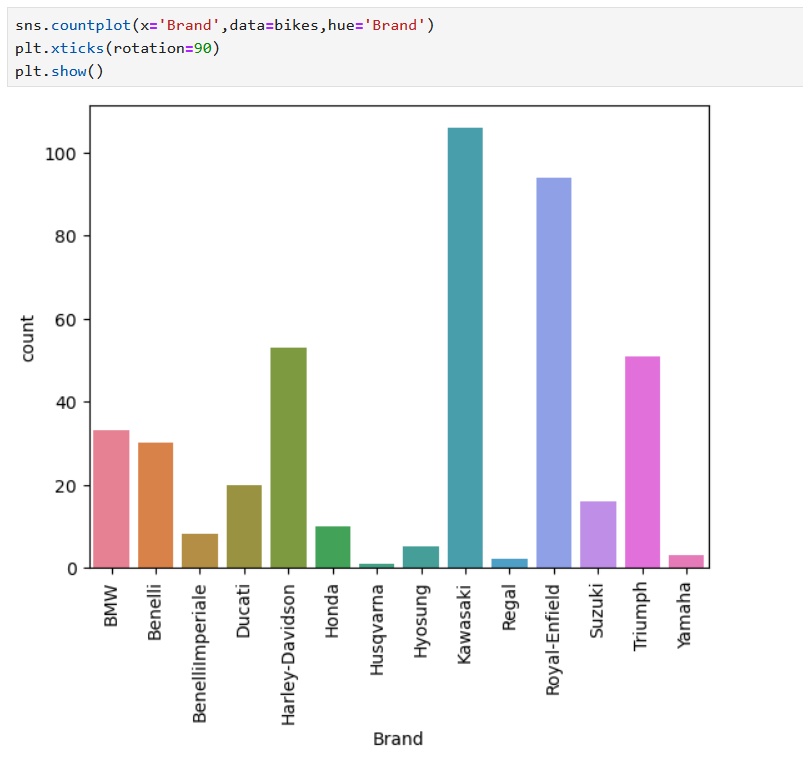 sns.countplot(x='Brand',data=bikes,hue='Brand')
plt.xticks(rotation=90)
plt.show()
100
80
60
40
20
0
count
BMW
Benelli
BenelliImperiale
Ducati
Harley-Davidson
Honda
Husqvarna
Hyosung
Kawasaki
Regal
Royal-Enfield
Suzuki
Triumph
Yamaha
Brand